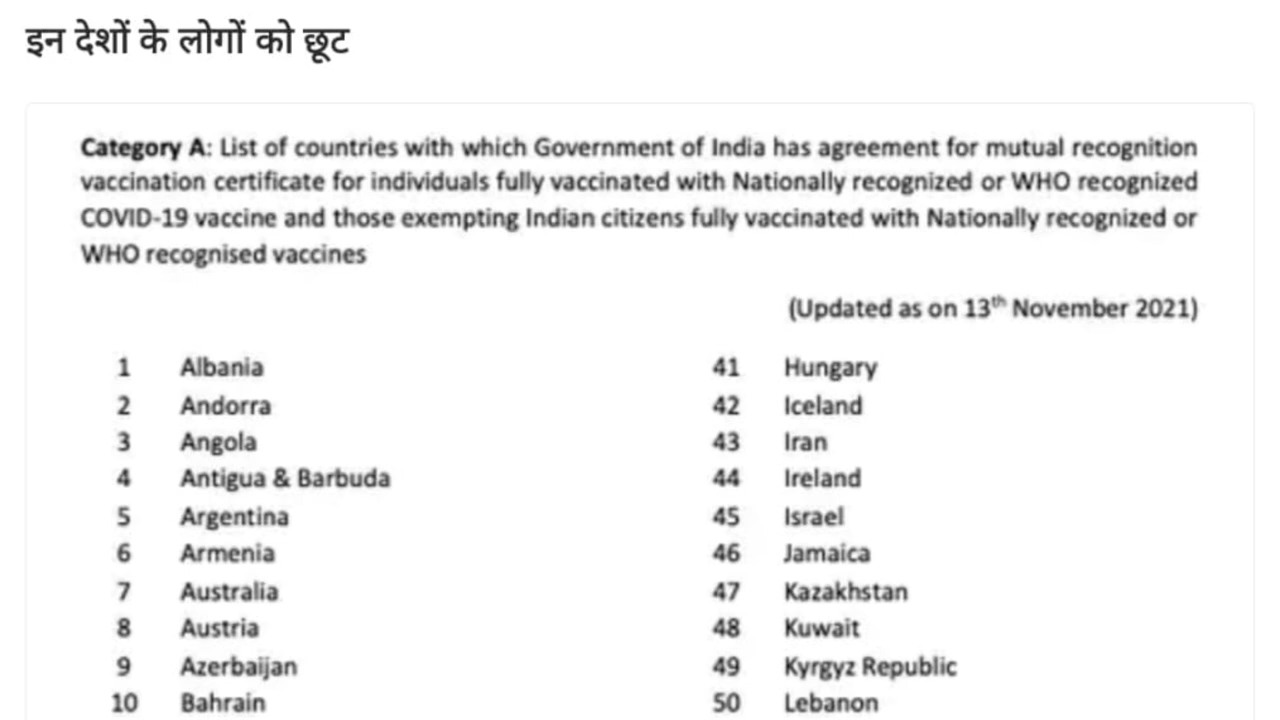 इन देशों के लोगों को छूट
Category A: List of countries with which Government of India has agreement for mutual recognition
vaccination certificate for individuals fully vaccinated with Nationally recognized or WHO recognized
COVID-19 vaccine and those exempting Indian citizens fully vaccinated with Nationally recognized or
WHO recognised vaccines
(Updated as on 13th November 2021)
1 Albania
2 Andorra
3 Angola
4 Antigua & Barbuda
5 Argentina
6 Armenia
7 Australia
8 Austria
9 Azerbaijan
10 Bahrain
41 Hungary
42 Iceland
43 Iran
44 Ireland
45 Israel
46 Jamaica
47 Kazakhstan
48 Kuwait
49 Kyrgyz Republic
50 Lebanon